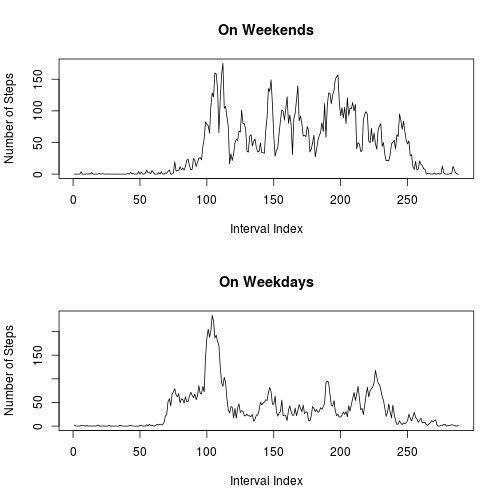 On Weekends
150
100
50
0
Number of Steps
0 50 100 150 200 250
Interval Index
On Weekdays
150
50
0
Number of Steps
0 50 100 150 200 250
Interval Index